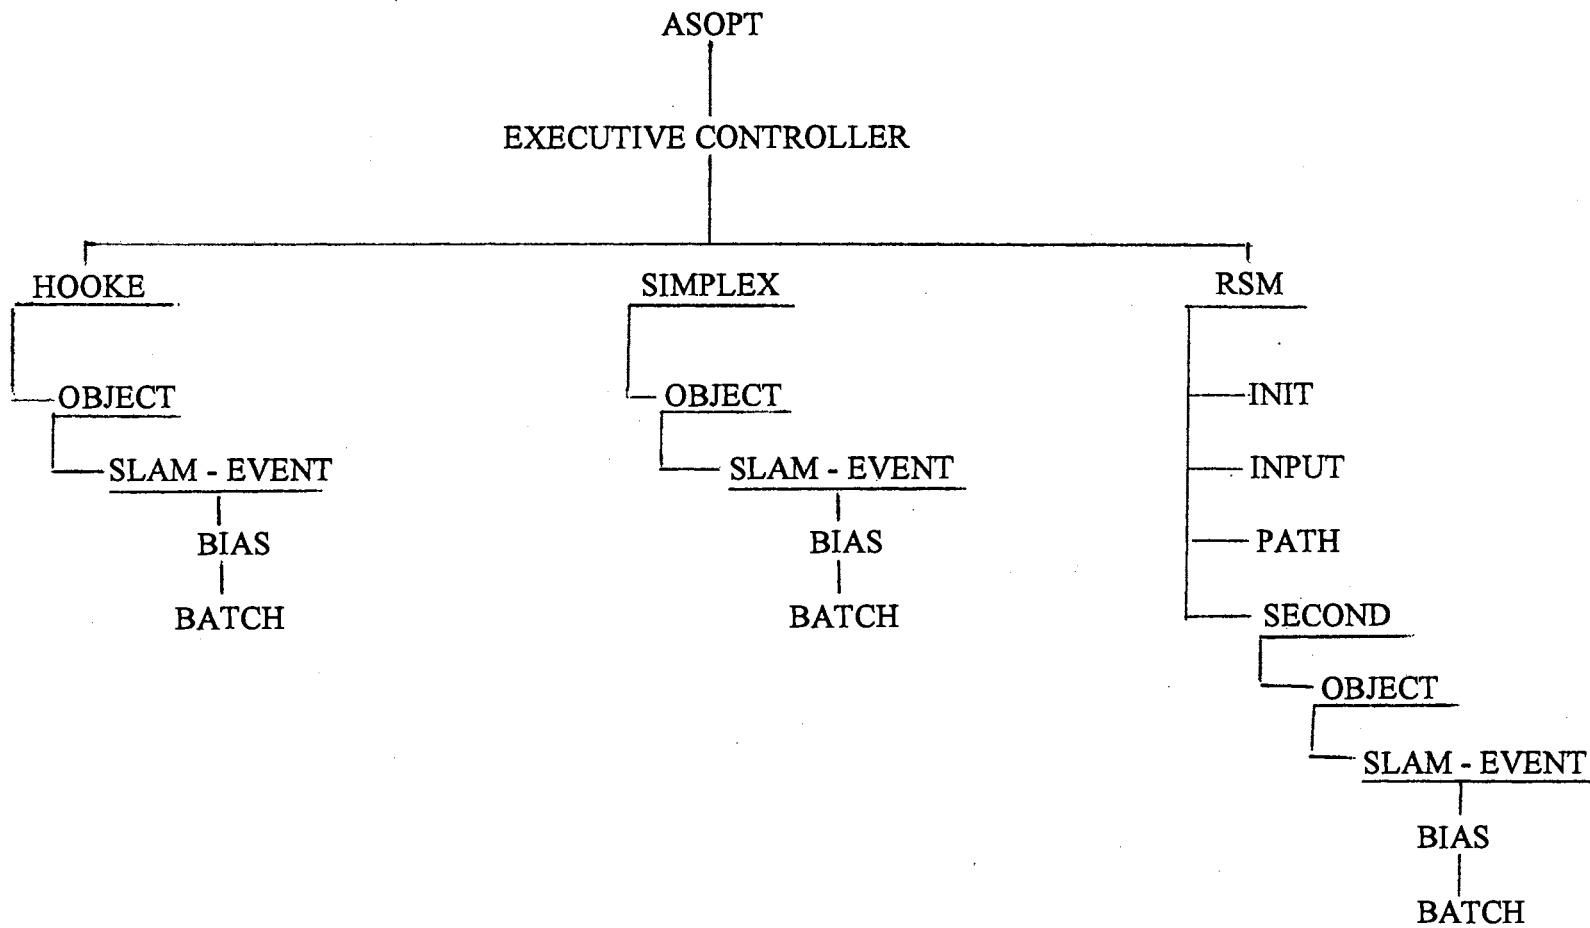 ASOPT
EXECUTIVE CONTROLLER
HOOKE
OBJECT
SLAM - EVENT
BIAS
BATCH
SIMPLEX
OBJECT
SLAM - EVENT
BIAS
BATCH
RSM
INIT
INPUT
PATH
SECOND
OBJECT
SLAM - EVENT
BIAS
BATCH